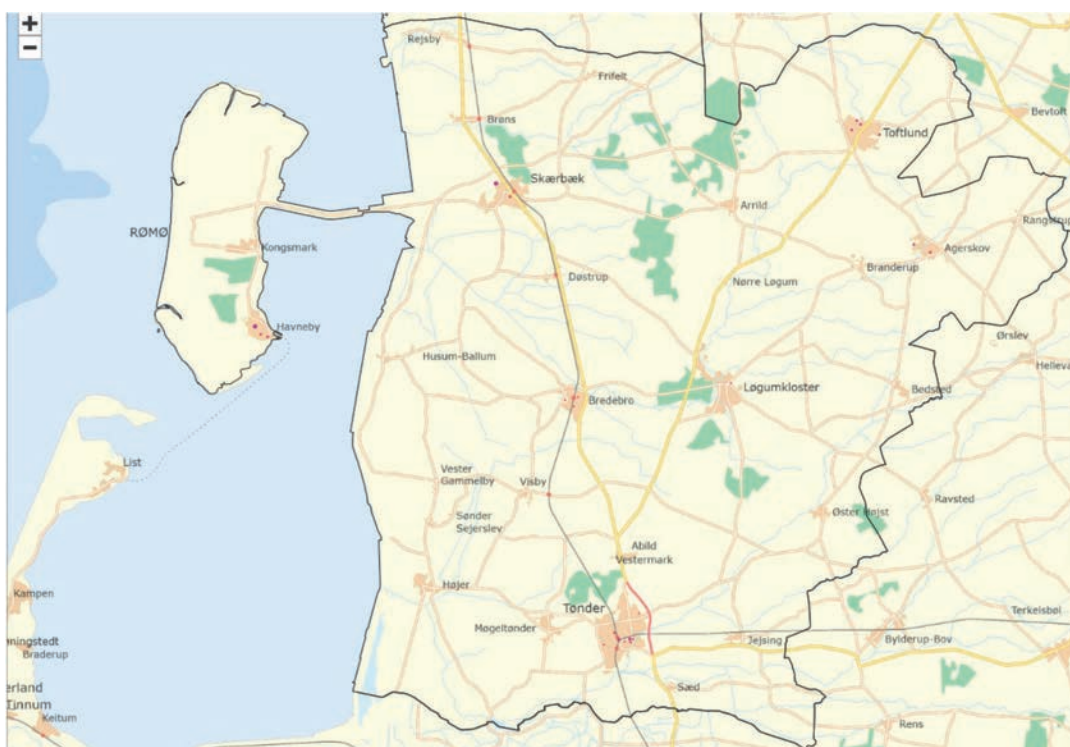 +
−
Rejsby
Frifelt
Brøns
Toftlund
Bevtoft
Skærbæk
Arrild
RØMØ
Kongsmark
Rangstrup
Agerskov
Branderup
Døstrup
Nørre Løgum
Havneby
Husum-Ballum
Ørslev
Hellevà
Løgumkloster
Bedsted
Bredebro
List
Vester
Gammelby
Visby
Ravsted
Øster Højst
Sønder
Sejerslev
Abild
Vestermark
Højer
Kampen
Tønder
Møgeltønder
Terkelsbøl
eningstedt
Braderup
Jejsing
Bylderup-Bov
erland
Tinnum
Sæd
Keitum
Rens